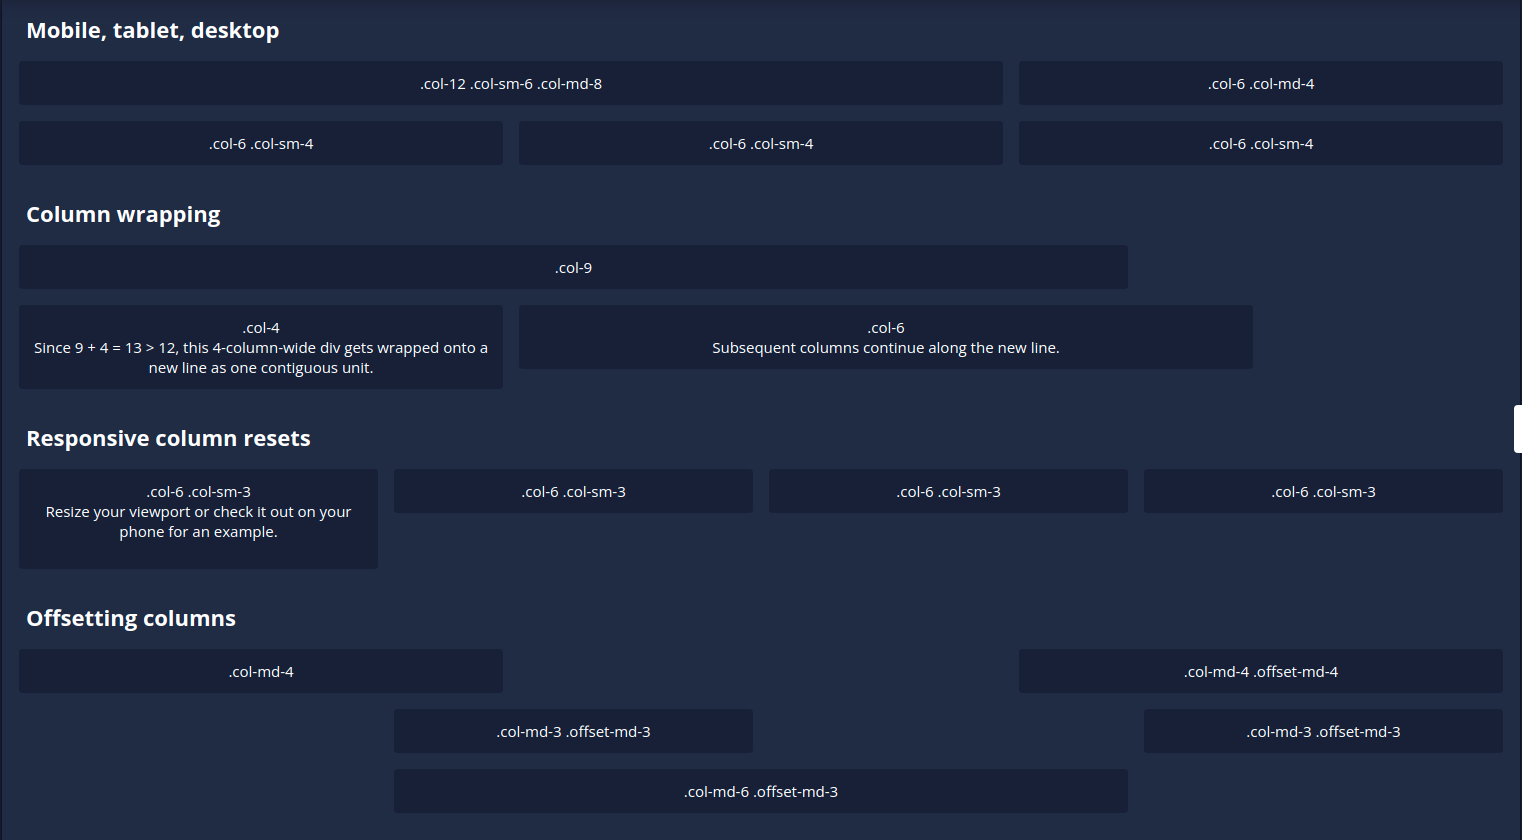 Mobile, tablet, desktop
.col-12 .col-sm-6 .col-md-8
.col-6 .col-md-4
.col-6 .col-sm-4
.col-6 .col-sm-4
.col-6 .col-sm-4
Column wrapping
.col-9
.col-4
Since 9 + 4 = 13 > 12, this 4-column-wide div gets wrapped onto a
new line as one contiguous unit.
.col-6
Subsequent columns continue along the new line.
Responsive column resets
.col-6 .col-sm-3
Resize your viewport or check it out on your
phone for an example.
.col-6 .col-sm-3
.col-6 .col-sm-3
.col-6 .col-sm-3
Offsetting columns
.col-md-4
.col-md-4 .offset-md-4
.col-md-3 .offset-md-3
.col-md-3 .offset-md-3
.col-md-6 .offset-md-3